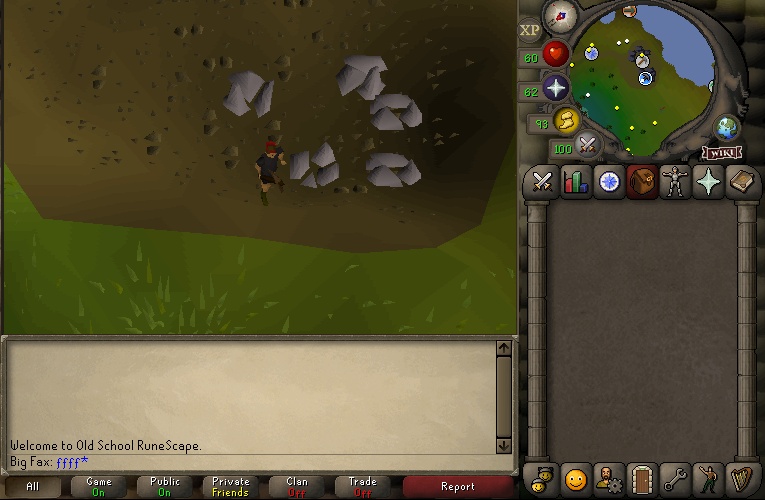 XP
60
62
93
100
WIKI
Welcome to Old School RuneScape.
Big Fax: ffff*
All
Game
On
Public
On
Private
Friends
Clan
Off
Trade
Off
Report